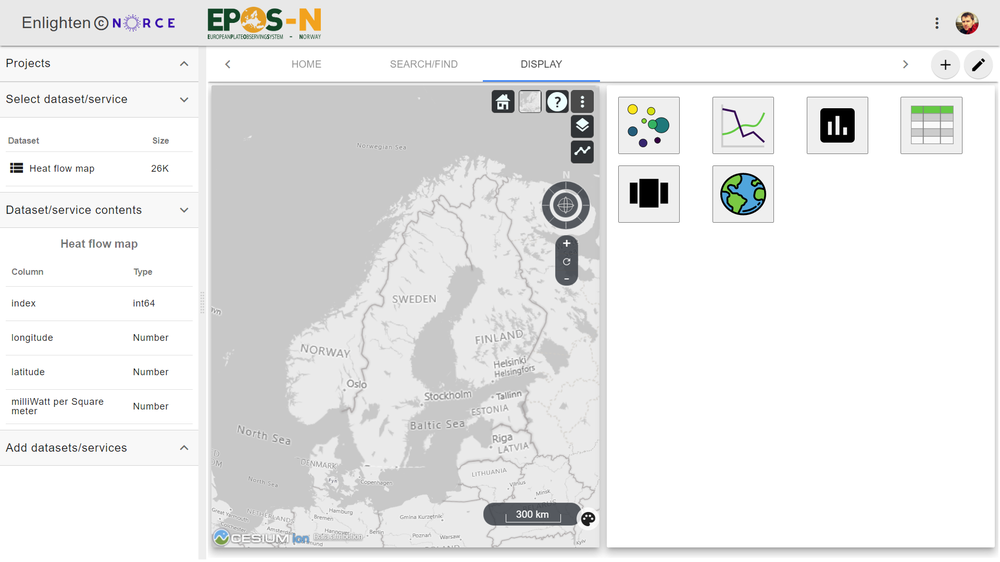 Enlighten © NORCE
EPOS-N
EUROPEANPLATEOBSERVINGSYSTEM - NORWAY
Projects
HOME
SEARCH/FIND
DISPLAY
Select dataset/service
Dataset
Size
Heat flow map
26K
Dataset/service contents
Heat flow map
Column
Type
index
int64
longitude
Number
latitude
Number
milliWatt per Square
meter
Number
Add datasets/services
?
Norwegian Sea
N
SWEDEN
FINLAND
NORWAY
Helsinki
Helsingfors
Oslo
Stockholm
Tallinn
ESTONIA
Baltic Sea
North Sea
Riga
LATVIA
DENMARK
LITHUANIA
Fyn
Copenhagen
North Sea
Vilnius
Minsk
BELARUS
Great Yarmouth
NETHERLANDS
Hamburg
Bremen
Gmina Kurzętnik
300 km
Colchester
Amsterdam
Hannover
Berlin
Poznań
Warsaw
Kyiv
CESIUM ion
Data attribution
POLAND